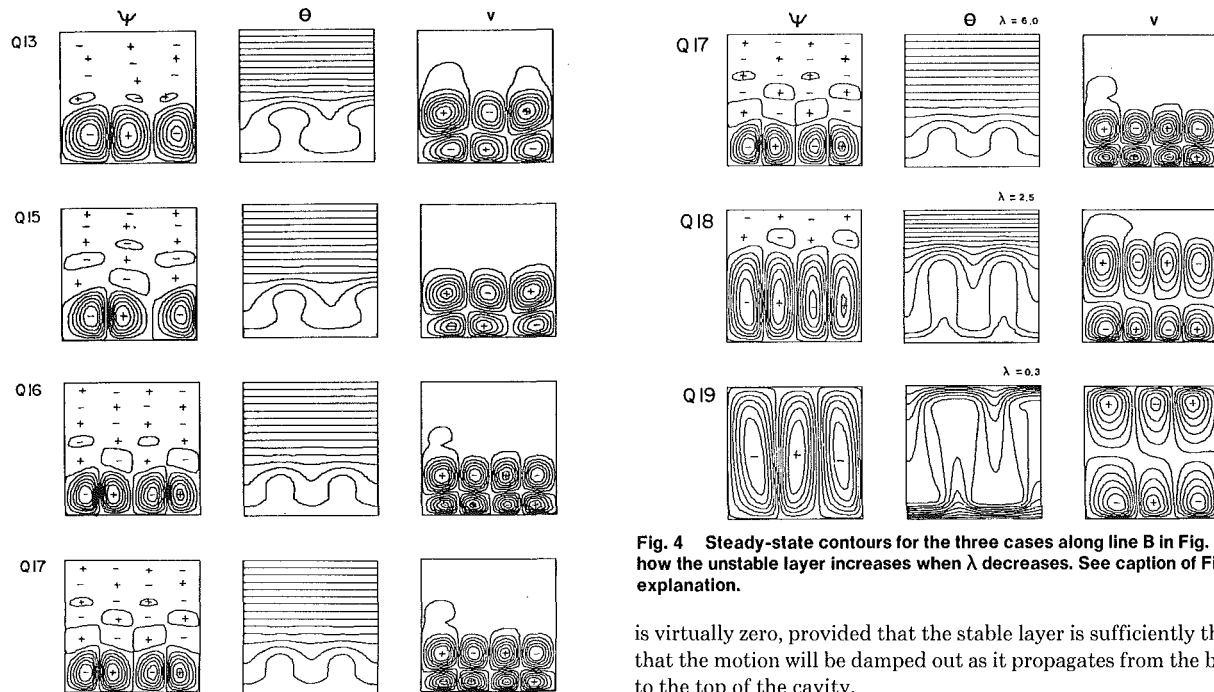 Ψ θ v
Q13
Q15
Q16
Q17
Ψ θ λ = 6.0 v
Q17
λ = 2.5
Q18
λ = 0.3
Q19
Fig. 4 Steady-state contours for the three cases along line B in Fig.
how the unstable layer increases when λ decreases. See caption of
explanation.
is virtually zero, provided that the stable layer is sufficiently
that the motion will be damped out as it propagates from the
to the top of the cavity.